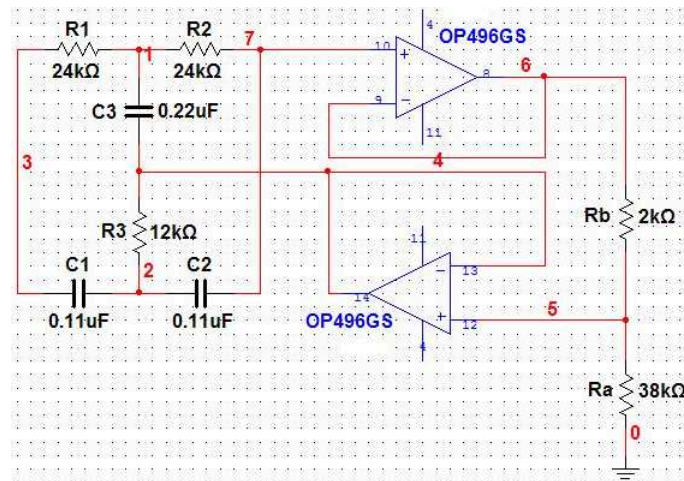 R1
24kΩ
1
R2
24kΩ
7
C3
0.22uF
3
R3
12kΩ
2
C1
0.11uF
C2
0.11uF
4
OP496GS
10
+
9
−
8
11
6
4
Rb
2kΩ
11
−
13
14
+
12
4
OP496GS
5
Ra
38kΩ
0